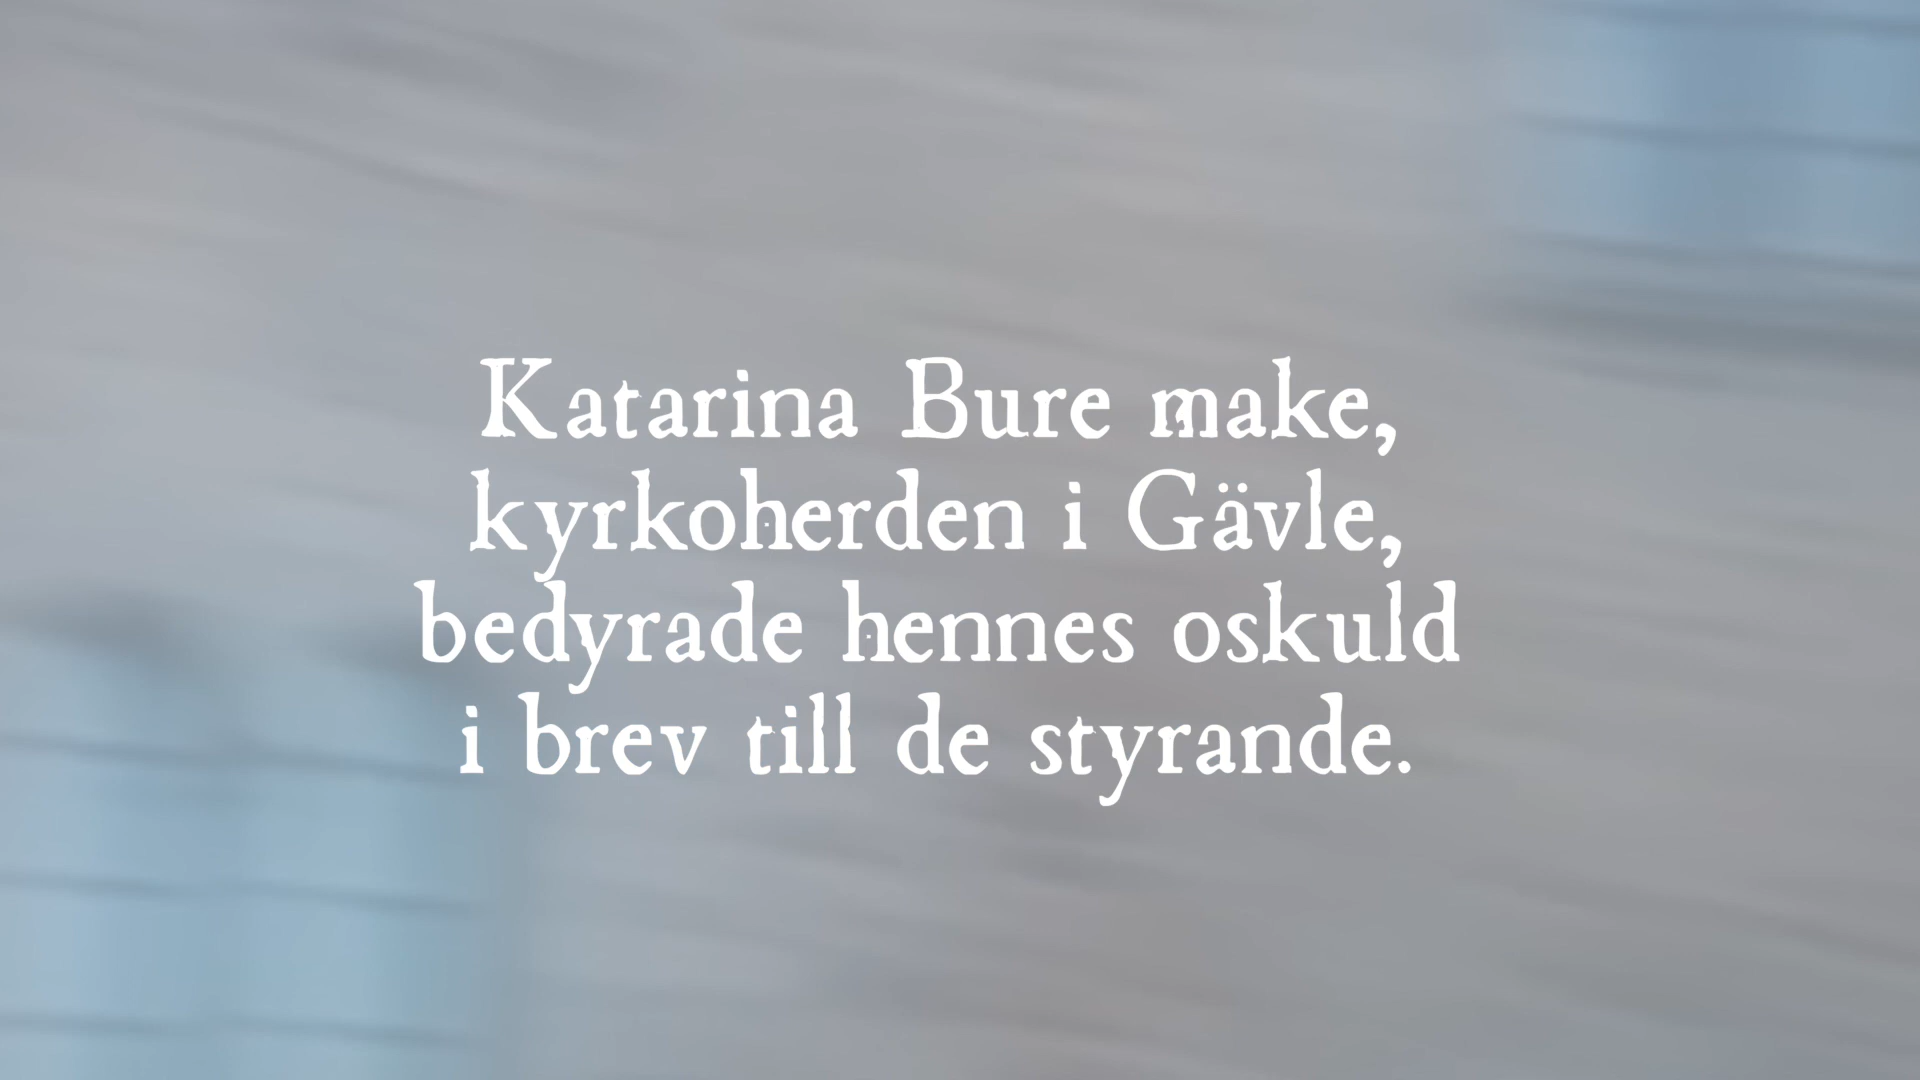 Katarina Bure make,
kyrkoherden i Gävle,
bedyrade hennes oskuld
i brev till de styrande.